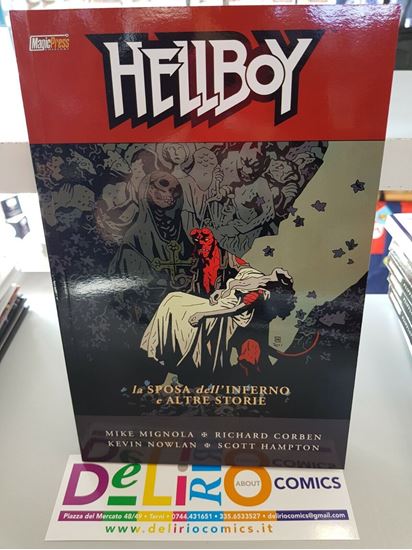 MagicPress
HELLBOY
la SPOSA dell'INFERNO
e ALTRE STORIE
MIKE MIGNOLA ✠ RICHARD CORBEN
KEVIN NOWLAN ✠ SCOTT HAMPTON
DeLiRiO ABOUT COMICS
Piazza del Mercato 48/49 • Terni • 0744.431651 • 335.6533527 • deliriocomics@gmail.com
www.deliriocomics.it